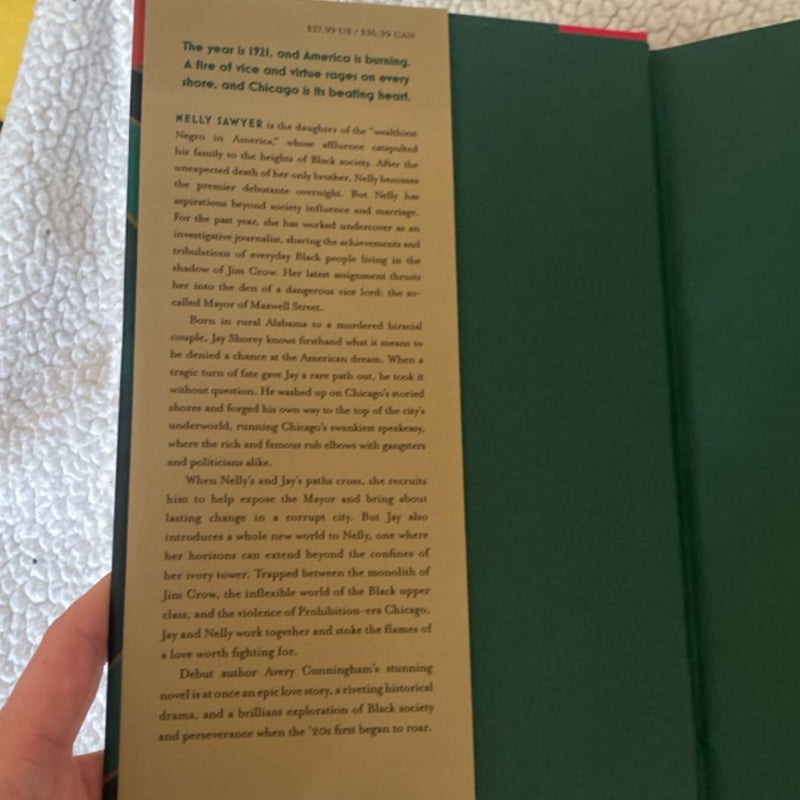 $27.99 US / $36.99 CAN
The year is 1921, and America is burning.
A fire of vice and virtue rages on every
shore, and Chicago is its beating heart.
NELLY SAWYER is the daughter of the "wealthiest
Negro in America," whose affluence catapulted
his family to the heights of Black society. After the
unexpected death of her only brother, Nelly becomes
the premier debutante overnight. But Nelly has
aspirations beyond society influence and marriage.
For the past year, she has worked undercover as an
investigative journalist, sharing the achievements and
tribulations of everyday Black people living in the
shadow of Jim Crow. Her latest assignment thrusts
her into the den of a dangerous vice lord: the so-
called Mayor of Maxwell Street.
Born in rural Alabama to a murdered biracial
couple, Jay Shorey knows firsthand what it means to
be denied a chance at the American dream. When a
tragic turn of fate gave Jay a rare path out, he took it
without question. He washed up on Chicago's storied
shores and forged his own way to the top of the city's
underworld, running Chicago's swankiest speakeasy,
where the rich and famous rub elbows with gangsters
and politicians alike.
When Nelly's and Jay's paths cross, she recruits
him to help expose the Mayor and bring about
lasting change in a corrupt city. But Jay also
introduces a whole new world to Nelly, one where
her horizons can extend beyond the confines of
her ivory tower. Trapped between the monolith of
Jim Crow, the inflexible world of the Black upper
class, and the violence of Prohibition-era Chicago,
Jay and Nelly work together and stoke the flames of
a love worth fighting for.
Debut author Avery Cunningham's stunning
novel is at once an epic love story, a riveting historical
drama, and a brilliant exploration of Black society
and perseverance when the '20s first began to roar.